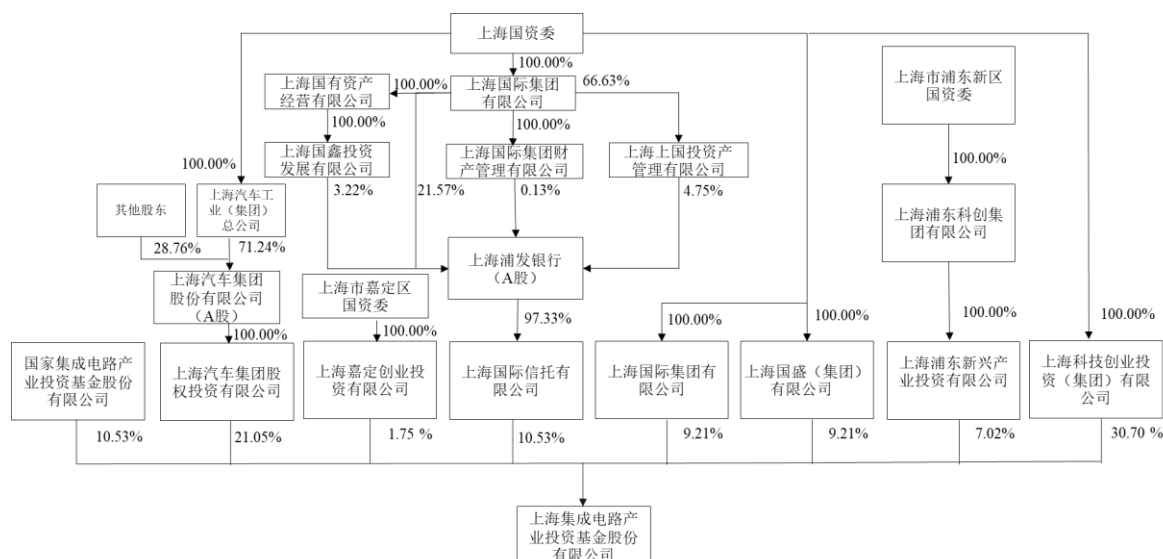 上海国资委
100.00%
上海国有资产
经营有限公司
100.00%
上海国际集团
有限公司
66.63%
上海市浦东新区
国资委
100.00%
100.00%
上海国鑫投资
发展有限公司
上海国际集团财
产管理有限公司
上海上国投资产
管理有限公司
100.00%
100.00%
3.22%
21.57%
0.13%
4.75%
其他股东
上海汽车工
业（集团）
总公司
上海浦东科创集
团有限公司
28.76%
71.24%
上海浦发银行
（A股）
上海汽车集团
股份有限公司
（A股）
上海市嘉定区
国资委
97.33%
100.00%
100.00%
100.00%
100.00%
100.00%
100.00%
国家集成电路产
业投资基金股份
有限公司
上海汽车集团股
权投资有限公司
上海嘉定创业投
资有限公司
上海国际信托有
限公司
上海国际集团有
限公司
上海国盛（集团）有
限公司
上海浦东新兴产
业投资有限公司
上海科技创业投
资（集团）有限
公司
10.53%
21.05%
1.75 %
10.53%
9.21%
9.21%
7.02%
30.70 %
上海集成电路产
业投资基金股份
有限公司